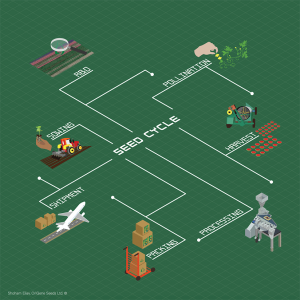 R&D
POLLINATION
SOWING
SEED CYCLE
HARVEST
SHIPMENT
PACKING
PROCESSING